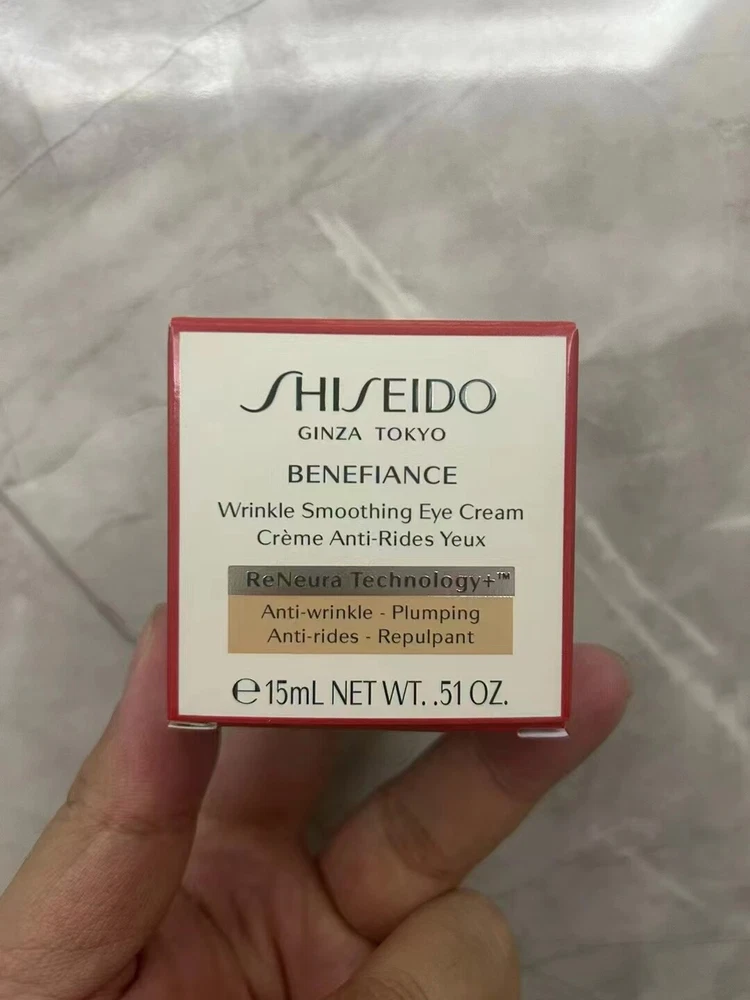 SHISEIDO
GINZA TOKYO
BENEFIANCE
Wrinkle Smoothing Eye Cream
Crème Anti-Rides Yeux
ReNeura Technology+™
Anti-wrinkle - Plumping
Anti-rides - Repulpant
℮15mL NET WT. .51 OZ.